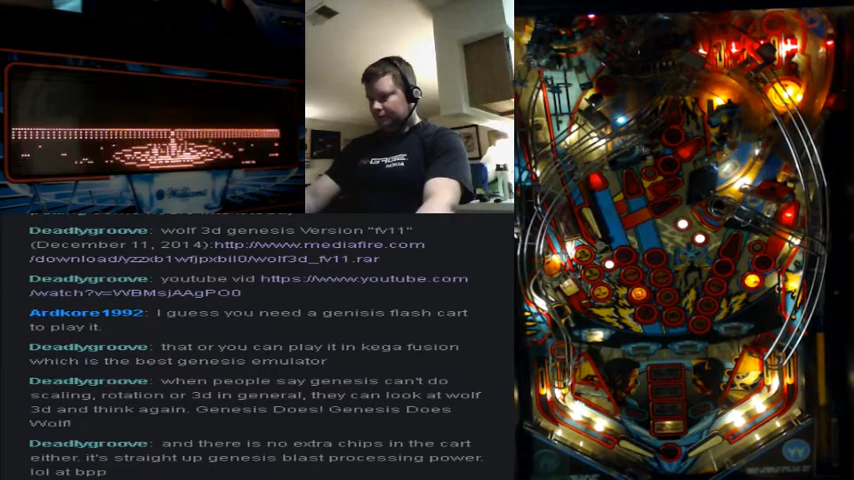 Williams
N·GAGE
NOKIA
Deadlygroove: wolf 3d genesis Version "fv11"
(December 11, 2014):http://www.mediafire.com
/download/yzzxb1wfjpxbil0/wolf3d_fv11.rar
Deadlygroove: youtube vid https://www.youtube.com
/watch?v=WBMsjAAgPO0
Ardkore1992: I guess you need a genisis flash cart
to play it.
Deadlygroove: that or you can play it in kega fusion
which is the best genesis emulator
Deadlygroove: when people say genesis can't do
scaling, rotation or 3d in general, they can look at wolf
3d and think again. Genesis Does! Genesis Does
Wolf!
Deadlygroove: and there is no extra chips in the cart
either. it's straight up genesis blast processing power.
lol at bpp